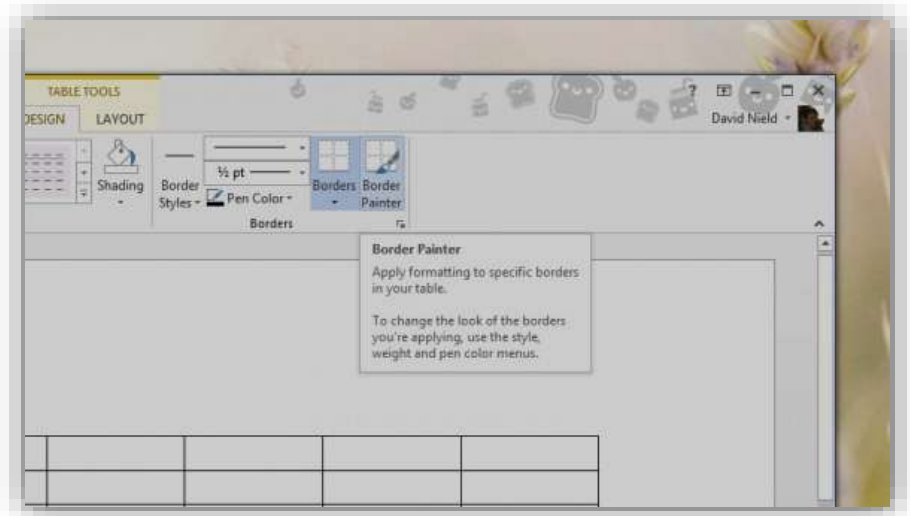 TABLE TOOLS
DESIGN LAYOUT
?
David Nield
Shading
Border Styles
½ pt
Pen Color
Borders
Border Painter
Borders
Border Painter
Apply formatting to specific borders
in your table.
To change the look of the borders
you're applying, use the style,
weight and pen color menus.